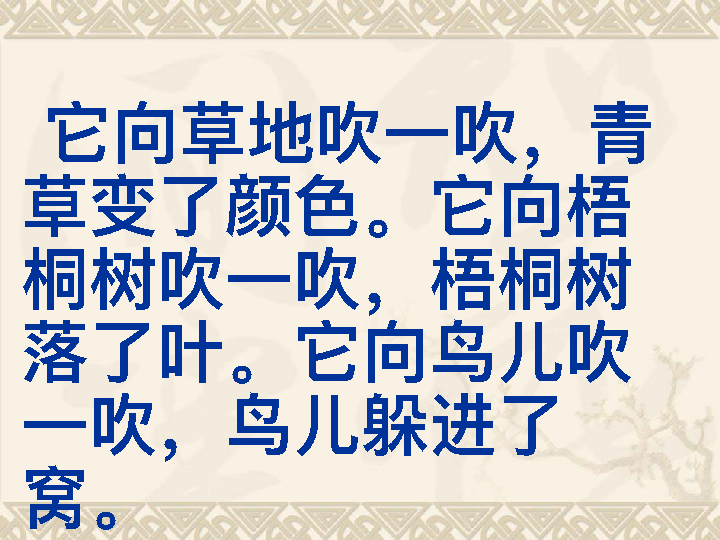 它向草地吹一吹，青
草变了颜色。它向梧
桐树吹一吹，梧桐树
落了叶。它向鸟儿吹
一吹，鸟儿躲进了
窝。